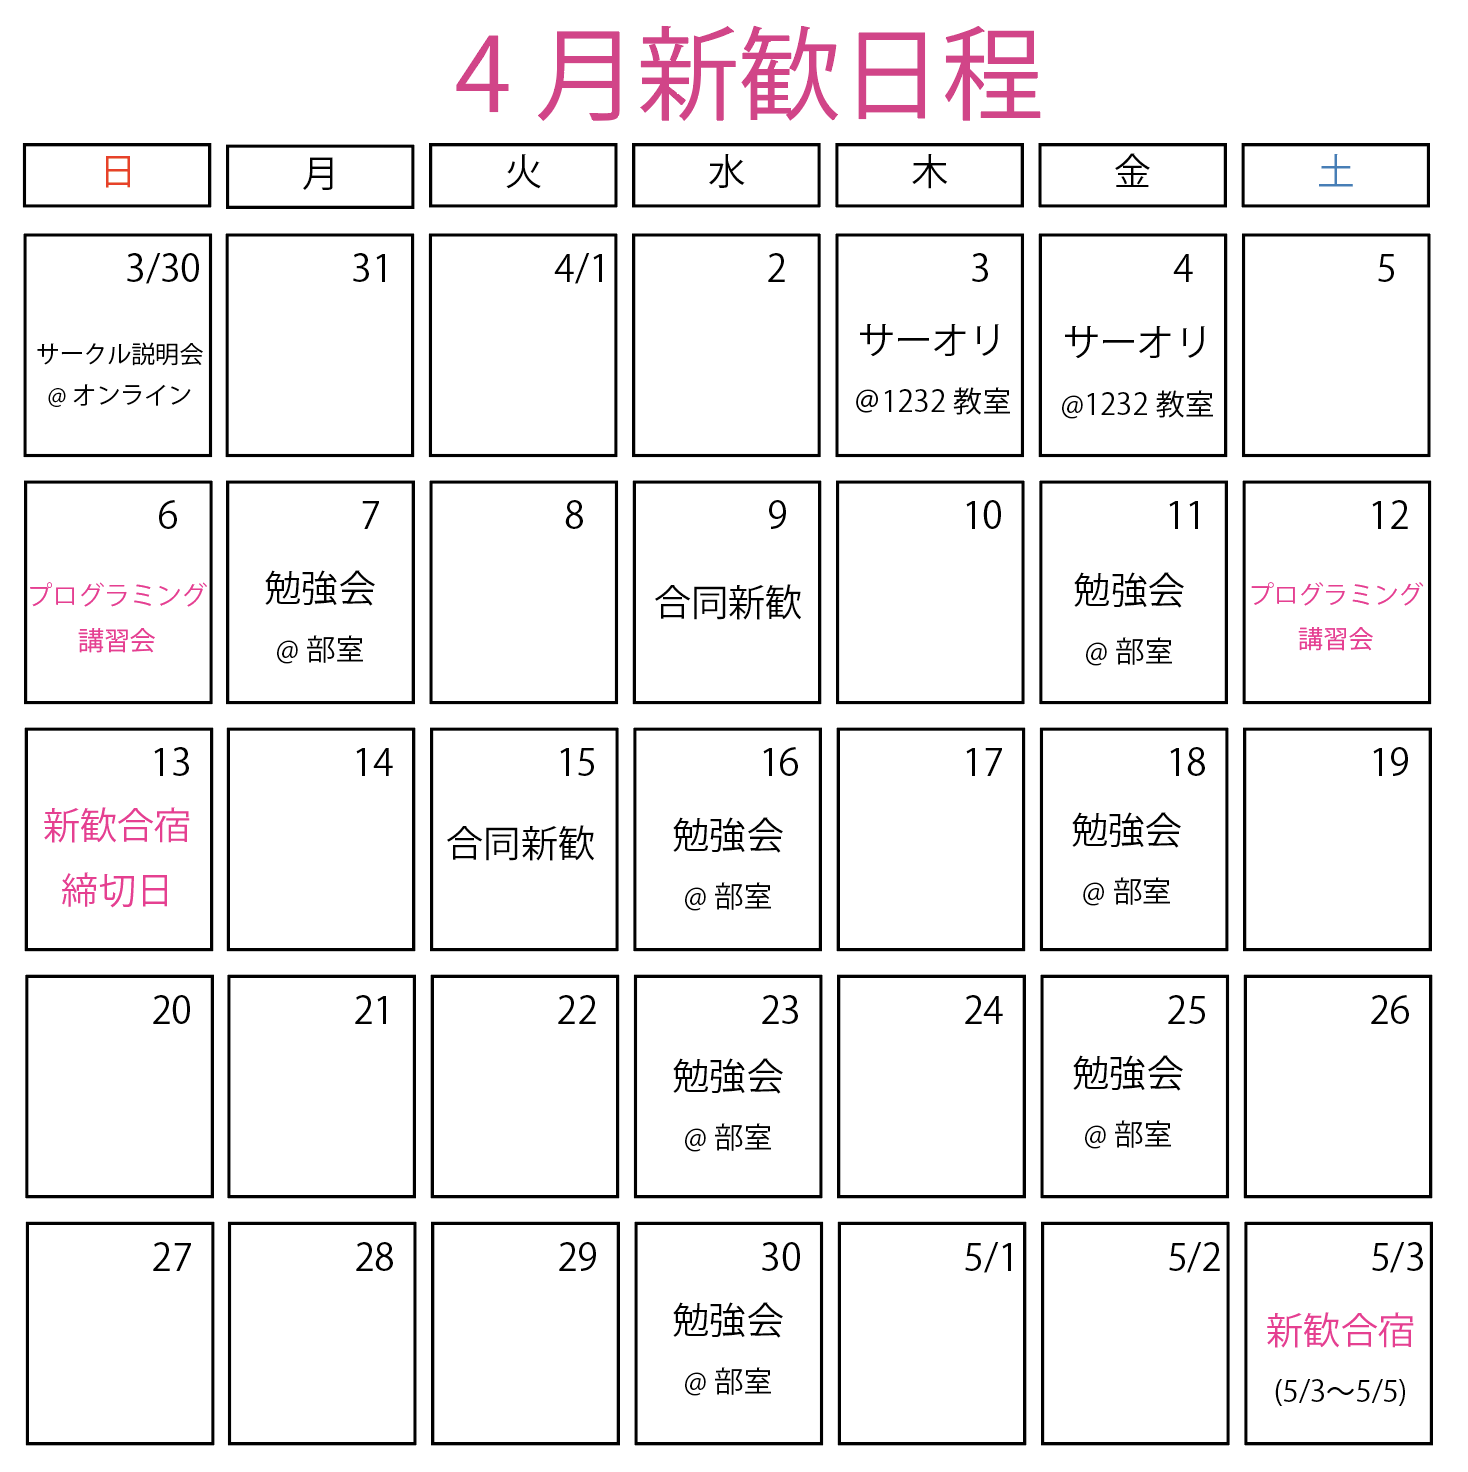 4月新歓日程
日 月 火 水 木 金 土
3/30 31 4/1 2 3 4 5
サークル説明会
@オンライン
サーオリ
@1232教室
サーオリ
@1232教室
6 7 8 9 10 11 12
プログラミング
講習会
勉強会
@部室
合同新歓
勉強会
@部室
プログラミング
講習会
13 14 15 16 17 18 19
新歓合宿
締切日
合同新歓
勉強会
@部室
勉強会
@部室
20 21 22 23 24 25 26
勉強会
@部室
勉強会
@部室
27 28 29 30 5/1 5/2 5/3
勉強会
@部室
新歓合宿
(5/3〜5/5)